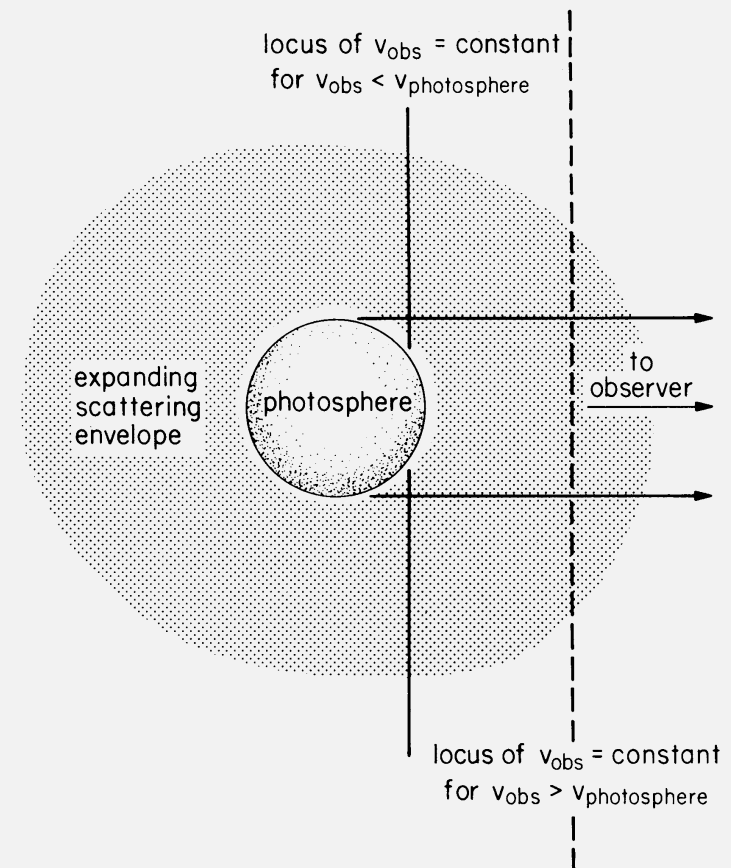 locus of vobs = constant
for vobs < vphotosphere
expanding
scattering
envelope
photosphere
to
observer
locus of vobs = constant
for vobs > vphotosphere